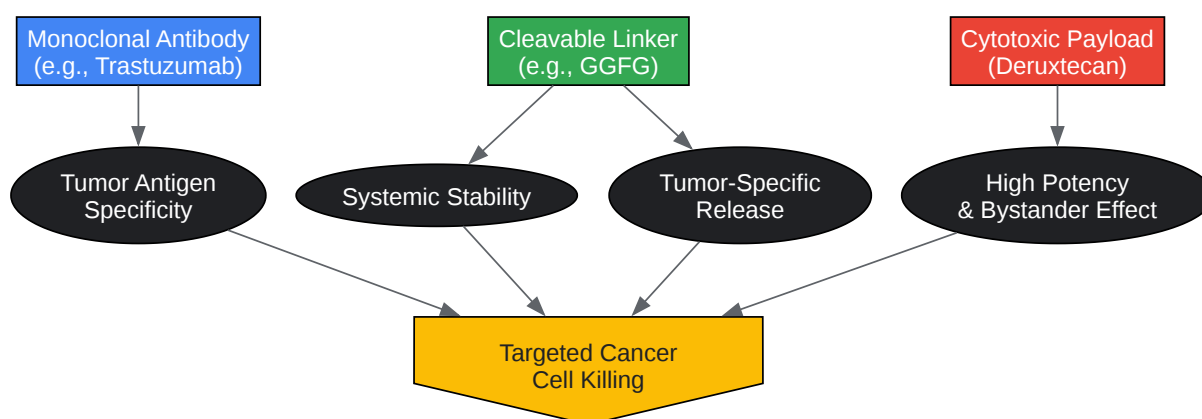 Monoclonal Antibody
(e.g., Trastuzumab)
Cleavable Linker
(e.g., GGFG)
Cytotoxic Payload
(Deruxtecan)
Tumor Antigen
Specificity
Systemic Stability
Tumor-Specific
Release
High Potency
& Bystander Effect
Targeted Cancer
Cell Killing